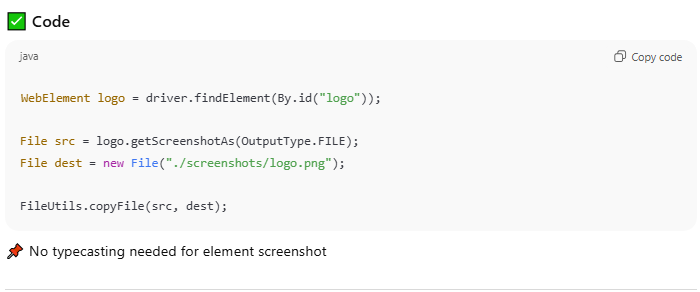 ✅ Code
java
Copy code
WebElement logo = driver.findElement(By.id("logo"));
File src = logo.getScreenshotAs(OutputType.FILE);
File dest = new File("./screenshots/logo.png");
FileUtils.copyFile(src, dest);
📌 No typecasting needed for element screenshot